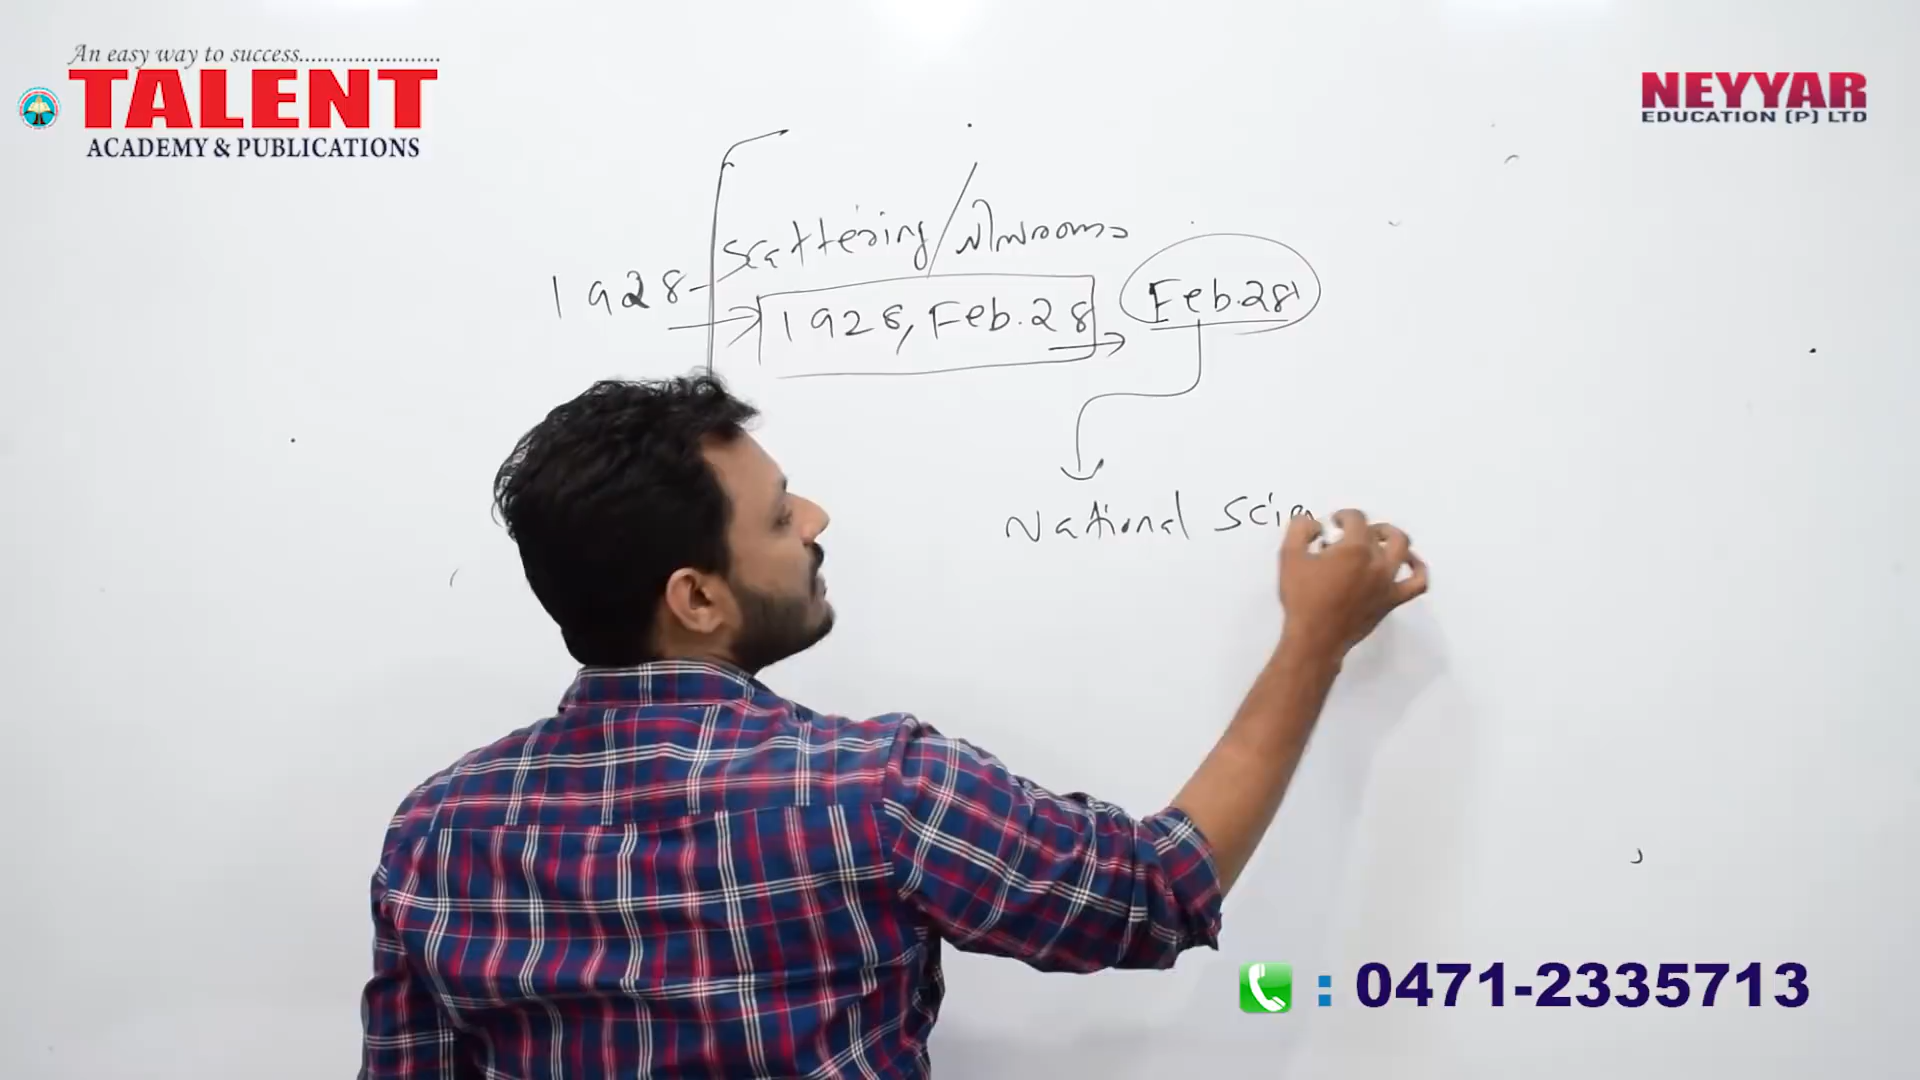 An easy way to success........................
TALENT
ACADEMY & PUBLICATIONS
NEYYAR
EDUCATION (P) LTD
Scattering / വിസരണം
1928
1928, Feb. 28
Feb. 28
National Scie
: 0471-2335713